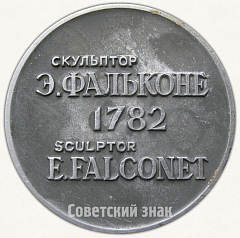 СКУЛЬПТОР
Э.ФАЛЬКОНЕ
1782
SCULPTOR
E.FALCONET
Советский знак